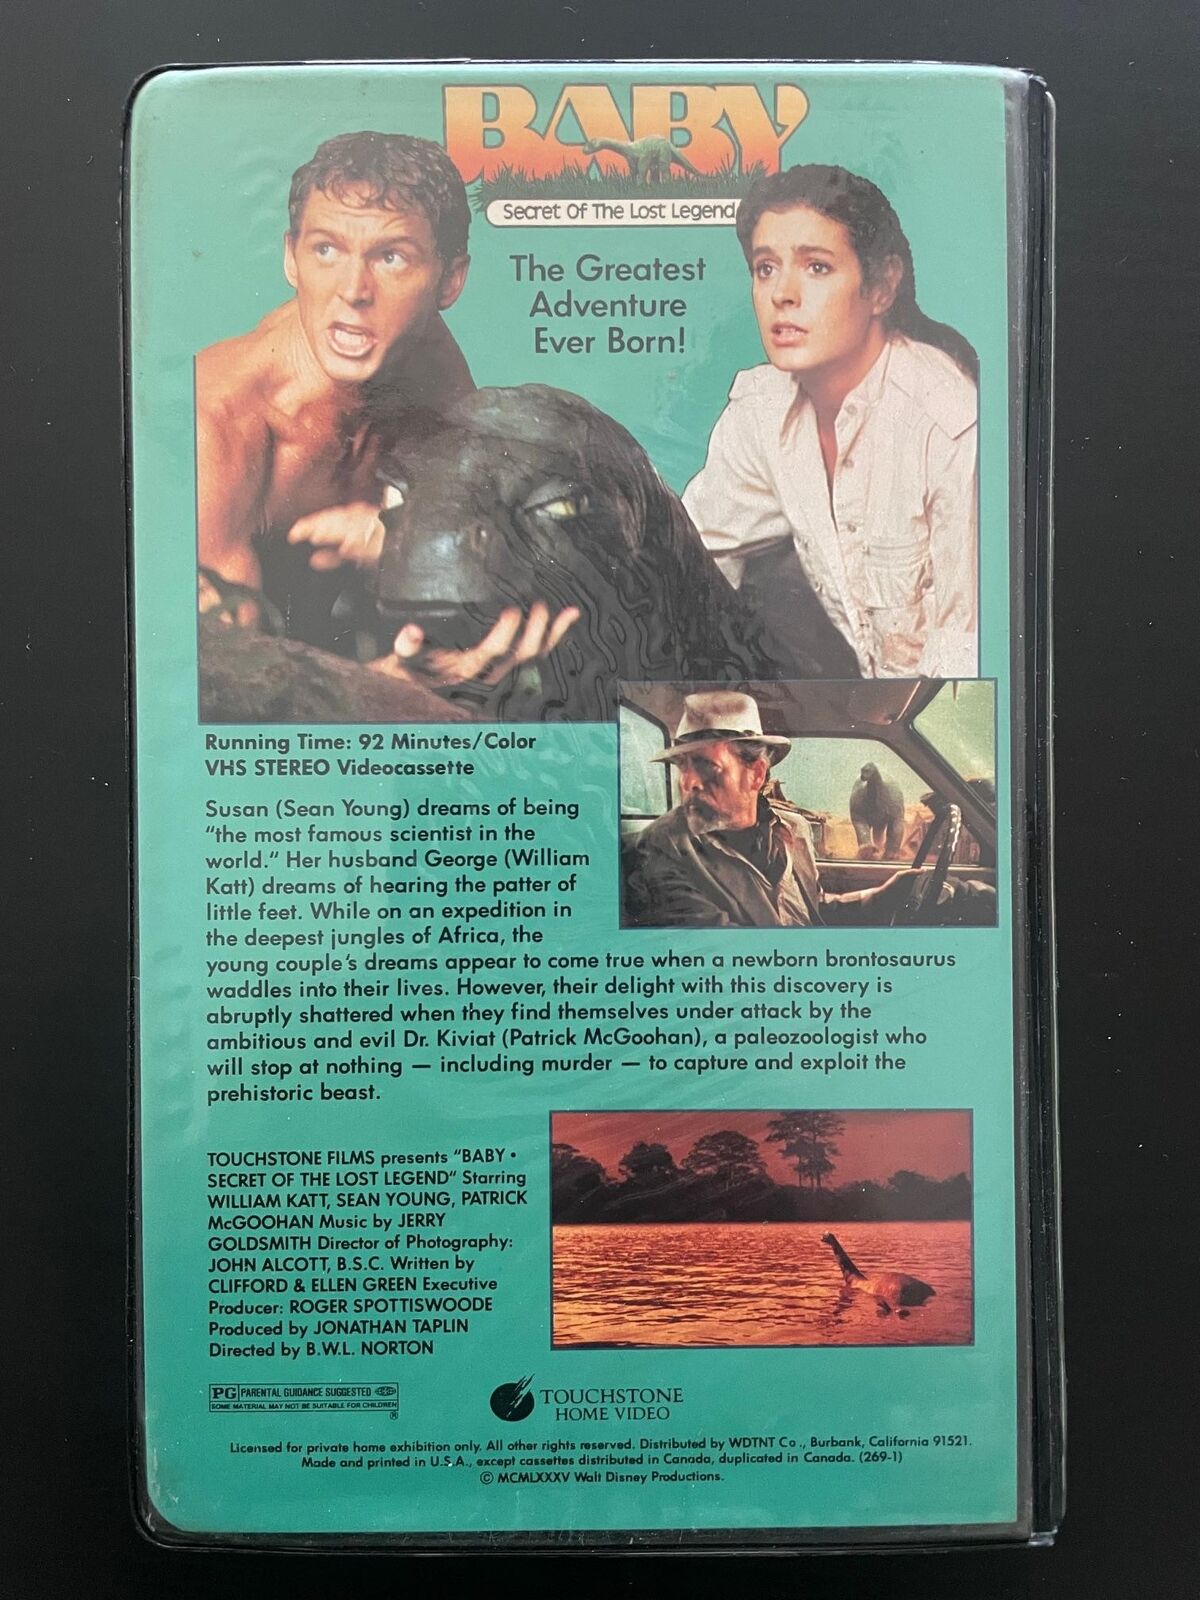 BABY
Secret Of The Lost Legend
The Greatest
Adventure
Ever Born!
Running Time: 92 Minutes/Color
VHS STEREO Videocassette
Susan (Sean Young) dreams of being
“the most famous scientist in the
world.” Her husband George (William
Katt) dreams of hearing the patter of
little feet. While on an expedition in
the deepest jungles of Africa, the
young couple's dreams appear to come true when a newborn brontosaurus
waddles into their lives. However, their delight with this discovery is
abruptly shattered when they find themselves under attack by the
ambitious and evil Dr. Kiviat (Patrick McGoohan), a paleozoologist who
will stop at nothing — including murder — to capture and exploit the
prehistoric beast.
TOUCHSTONE FILMS presents “BABY •
SECRET OF THE LOST LEGEND” Starring
WILLIAM KATT, SEAN YOUNG, PATRICK
McGOOHAN Music by JERRY
GOLDSMITH Director of Photography:
JOHN ALCOTT, B.S.C. Written by
CLIFFORD & ELLEN GREEN Executive
Producer: ROGER SPOTTISWOODE
Produced by JONATHAN TAPLIN
Directed by B.W.L. NORTON
PG PARENTAL GUIDANCE SUGGESTED
SOME MATERIAL MAY NOT BE SUITABLE FOR CHILDREN
®
TOUCHSTONE
HOME VIDEO
Licensed for private home exhibition only. All other rights reserved. Distributed by WDTNT Co., Burbank, California 91521.
Made and printed in U.S.A., except cassettes distributed in Canada, duplicated in Canada. (269-1)
© MCMLXXXV Walt Disney Productions.